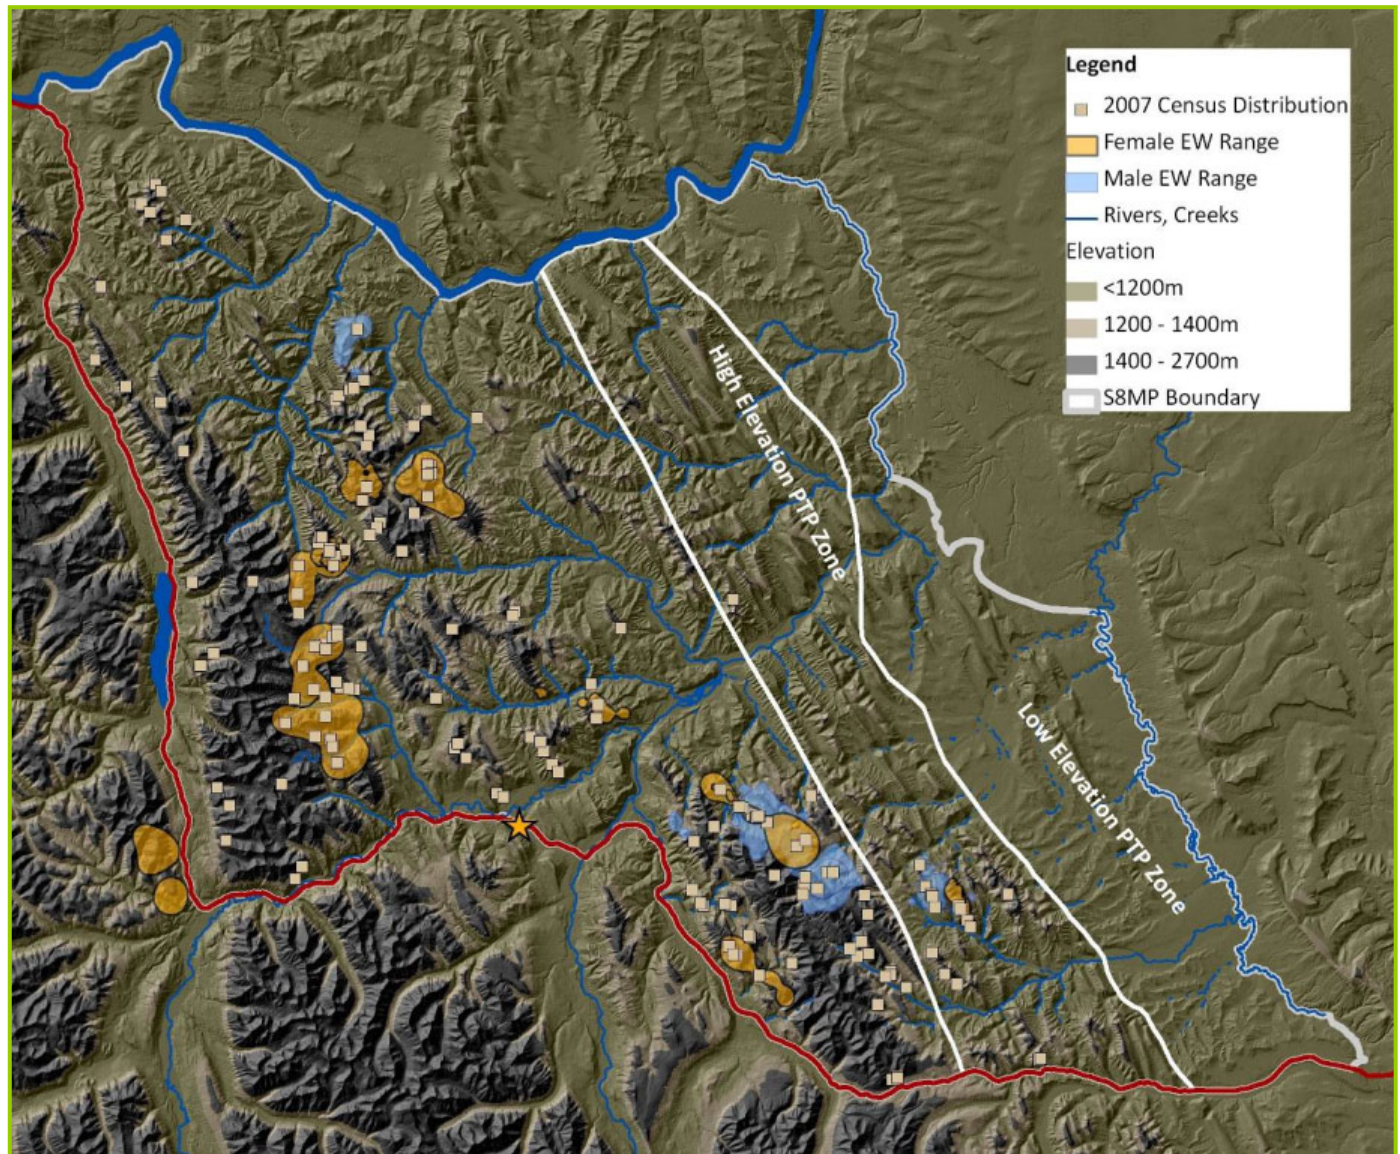 Legend
2007 Census Distribution
Female EW Range
Male EW Range
Rivers, Creeks
Elevation
<1200m
1200 - 1400m
1400 - 2700m
S8MP Boundary
High Elevation PTP Zone
Low Elevation PTP Zone